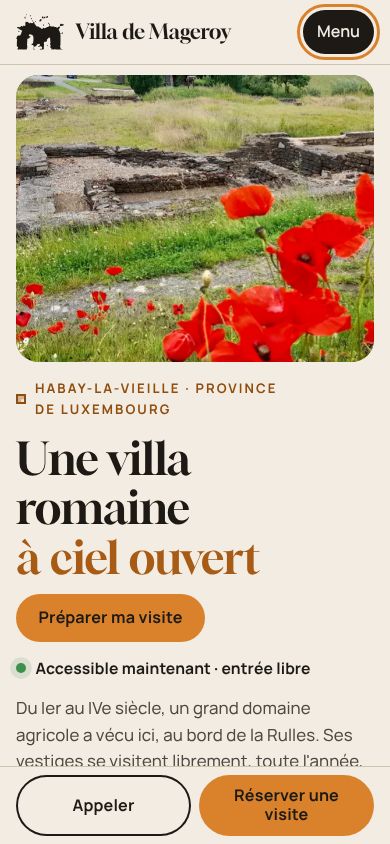 Villa de Mageroy
Menu
HABAY-LA-VIEILLE · PROVINCE
DE LUXEMBOURG
Une villa
romaine
à ciel ouvert
Préparer ma visite
Accessible maintenant · entrée libre
Du Ier au IVe siècle, un grand domaine
agricole a vécu ici, au bord de la Rulles. Ses
vestiges se visitent librement, toute l'année.
Appeler
Réserver une
visite